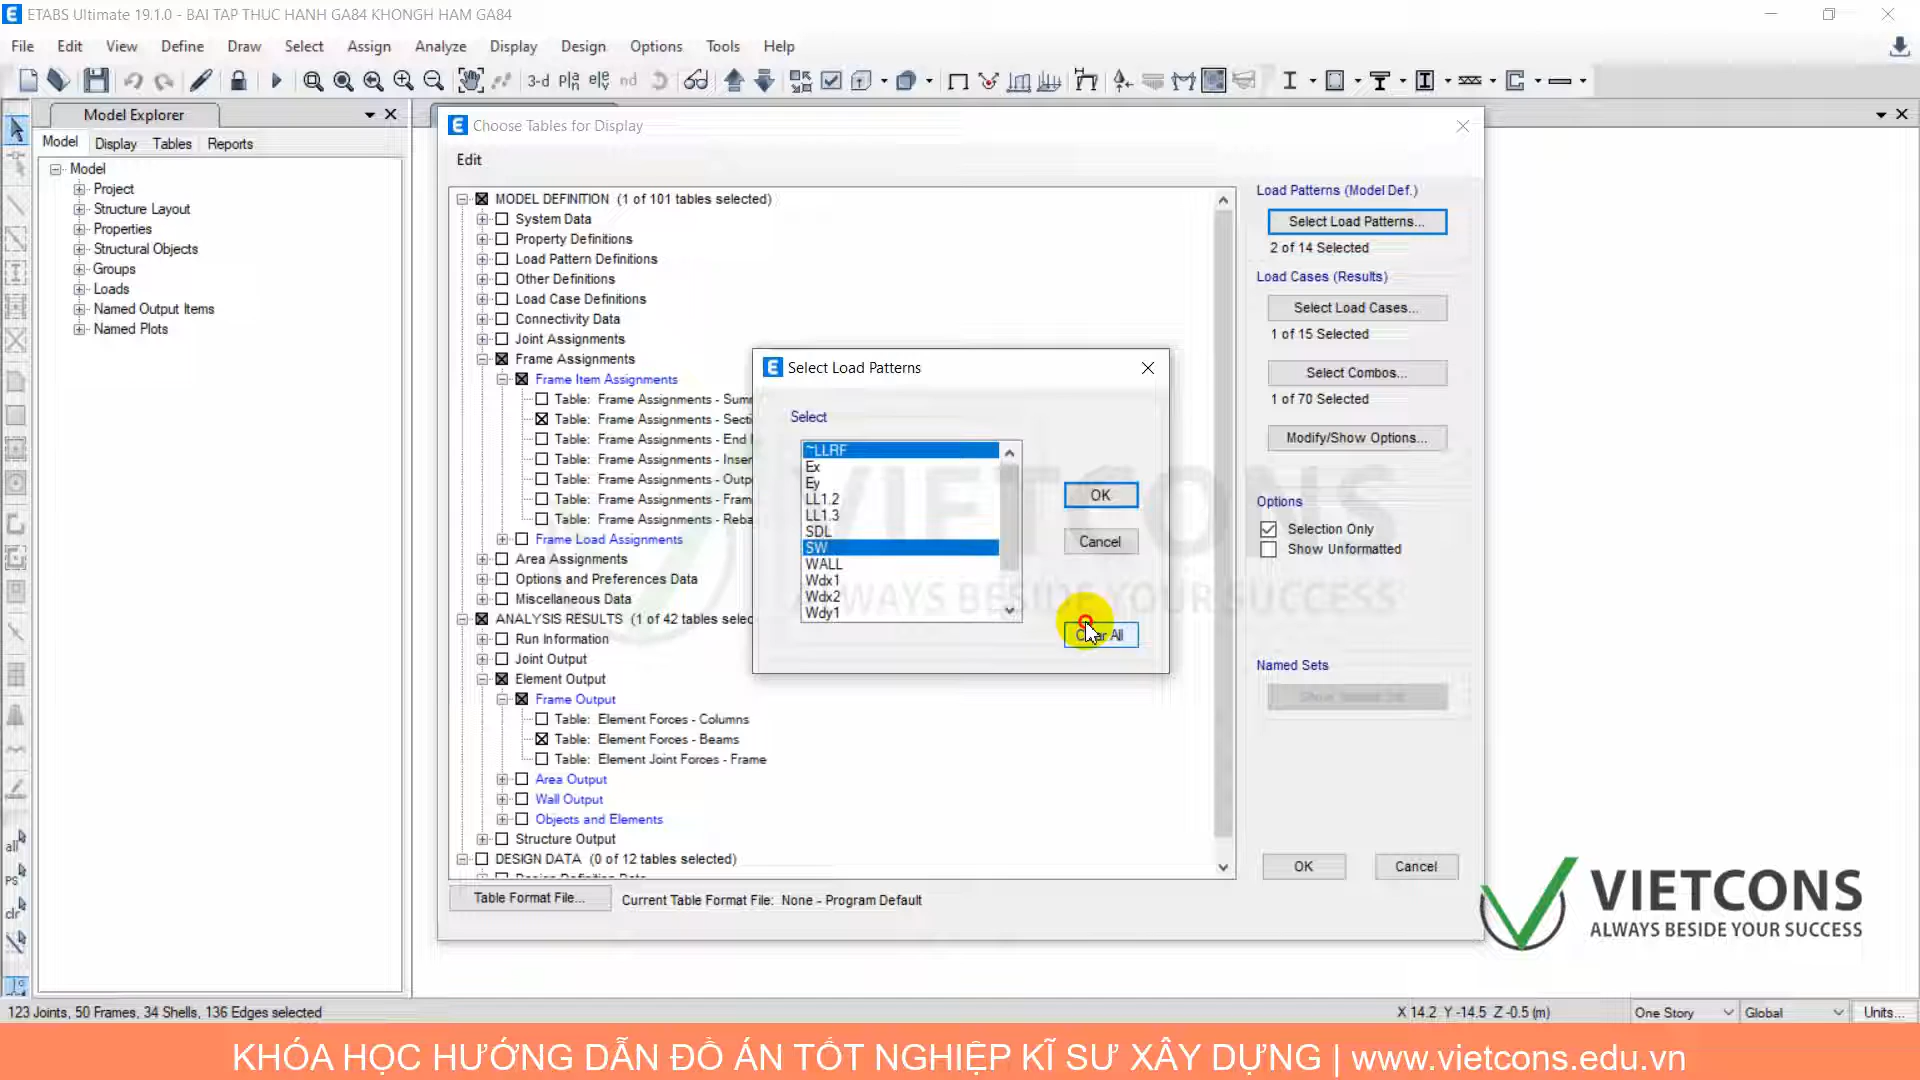 ETABS Ultimate 19.1.0 - BAI TAP THUC HANH GA84 KHONGH HAM GA84
File Edit View Define Draw Select Assign Analyze Display Design Options Tools Help
3-d
nd
Model Explorer
Model Display Tables Reports
Model
Project
Structure Layout
Properties
Structural Objects
Groups
Loads
Named Output Items
Named Plots
all
PS
clr
Choose Tables for Display
Edit
MODEL DEFINITION (1 of 101 tables selected)
System Data
Property Definitions
Load Pattern Definitions
Other Definitions
Load Case Definitions
Connectivity Data
Joint Assignments
Frame Assignments
Frame Item Assignments
Table: Frame Assignments - Sum
Table: Frame Assignments - Secti
Table: Frame Assignments - End
Table: Frame Assignments - Inser
Table: Frame Assignments - Outp
Table: Frame Assignments - Fram
Table: Frame Assignments - Reba
Frame Load Assignments
Area Assignments
Options and Preferences Data
Miscellaneous Data
ANALYSIS RESULTS (1 of 42 tables selec
Run Information
Joint Output
Element Output
Frame Output
Table: Element Forces - Columns
Table: Element Forces - Beams
Table: Element Joint Forces - Frame
Area Output
Wall Output
Objects and Elements
Structure Output
DESIGN DATA (0 of 12 tables selected)
Table Format File...
Current Table Format File: None - Program Default
Load Patterns (Model Def.)
Select Load Patterns...
2 of 14 Selected
Load Cases (Results)
Select Load Cases...
1 of 15 Selected
Select Combos...
1 of 70 Selected
Modify/Show Options...
Options
Selection Only
Show Unformatted
Named Sets
OK
Cancel
Select Load Patterns
Select
~LLRF
Ex
Ey
LL1.2
LL1.3
SDL
SW
WALL
Wdx1
Wdx2
Wdy1
OK
Cancel
Clear All
VIETCONS
ALWAYS BESIDE YOUR SUCCESS
VIETCONS
ALWAYS BESIDE YOUR SUCCESS
123 Joints, 50 Frames, 34 Shells, 136 Edges selected
X 14.2 Y -14.5 Z -0.5 (m)
One Story
Global
Units...
KHÓA HỌC HƯỚNG DẪN ĐỒ ÁN TỐT NGHIỆP KĨ SƯ XÂY DỰNG | www.vietcons.edu.vn